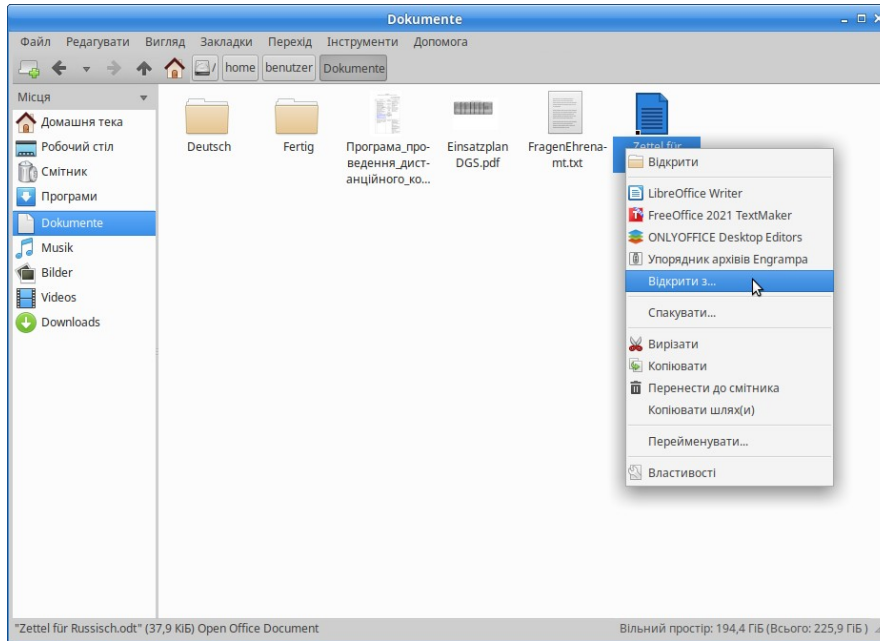 Dokumente
Файл Редагувати Вигляд Закладки Перехід Інструменти Допомога
/ home benutzer Dokumente
Місця
Домашня тека
Робочий стіл
Смітник
Програми
Dokumente
Musik
Bilder
Videos
Downloads
Deutsch
Fertig
Програма_про-
ведення_дист-
анційного_ко...
Einsatzplan
DGS.pdf
FragenEhrena-
mt.txt
Zettel für
Відкрити
LibreOffice Writer
FreeOffice 2021 TextMaker
ONLYOFFICE Desktop Editors
Упорядник архівів Engrampa
Відкрити з...
Спакувати...
Вирізати
Копіювати
Перенести до смітника
Копіювати шлях(и)
Перейменувати...
Властивості
"Zettel für Russisch.odt" (37,9 КіБ) Open Office Document
Вільний простір: 194,4 ГіБ (Всього: 225,9 ГіБ )